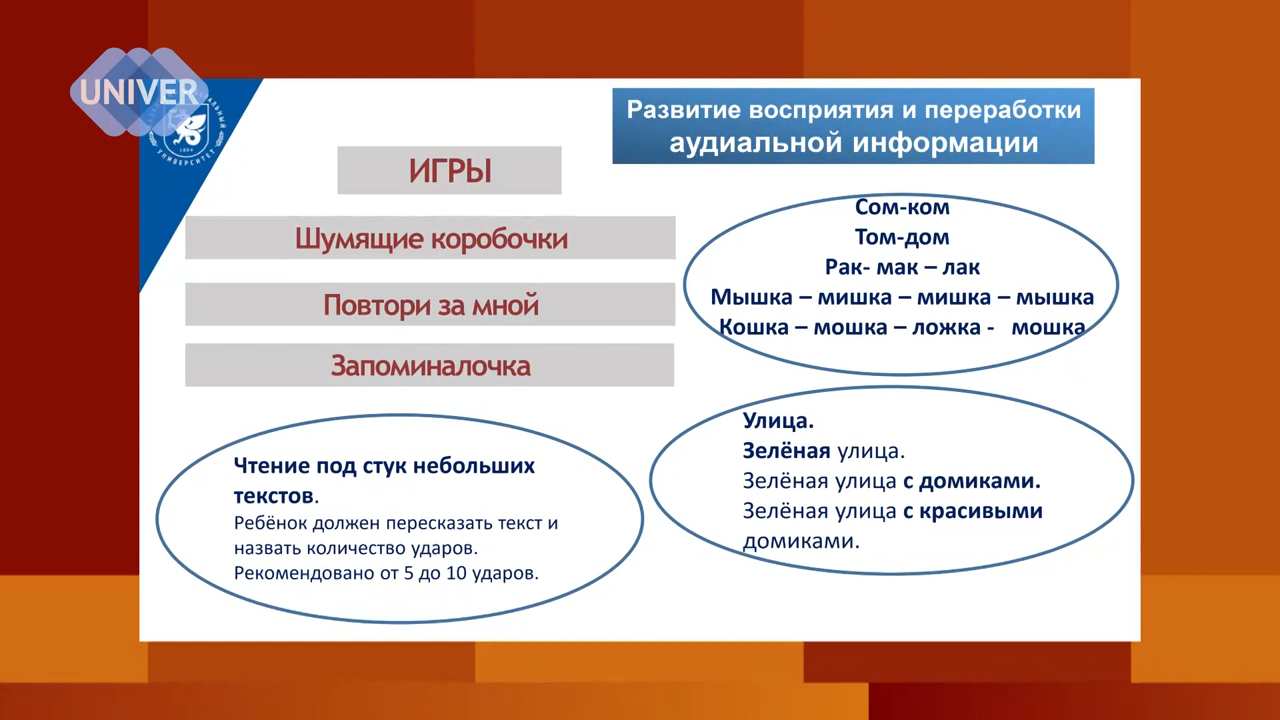 UNIVER
УНИВЕРСИТЕТ
1804
Развитие восприятия и переработки
аудиальной информации
ИГРЫ
Шумящие коробочки
Повтори за мной
Запоминалочка
Сом-ком
Том-дом
Рак- мак – лак
Мышка – мишка – мишка – мышка
Кошка – мошка – ложка - мошка
Чтение под стук небольших
текстов.
Ребёнок должен пересказать текст и
назвать количество ударов.
Рекомендовано от 5 до 10 ударов.
Улица.
Зелёная улица.
Зелёная улица с домиками.
Зелёная улица с красивыми
домиками.